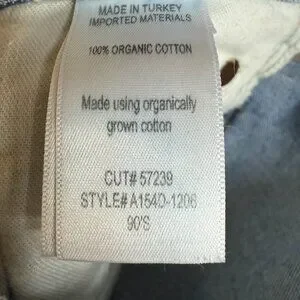 MADE IN TURKEY
IMPORTED MATERIALS
100% ORGANIC COTTON
Made using organically
grown cotton
CUT# 57239
STYLE# A154D-1206
90'S